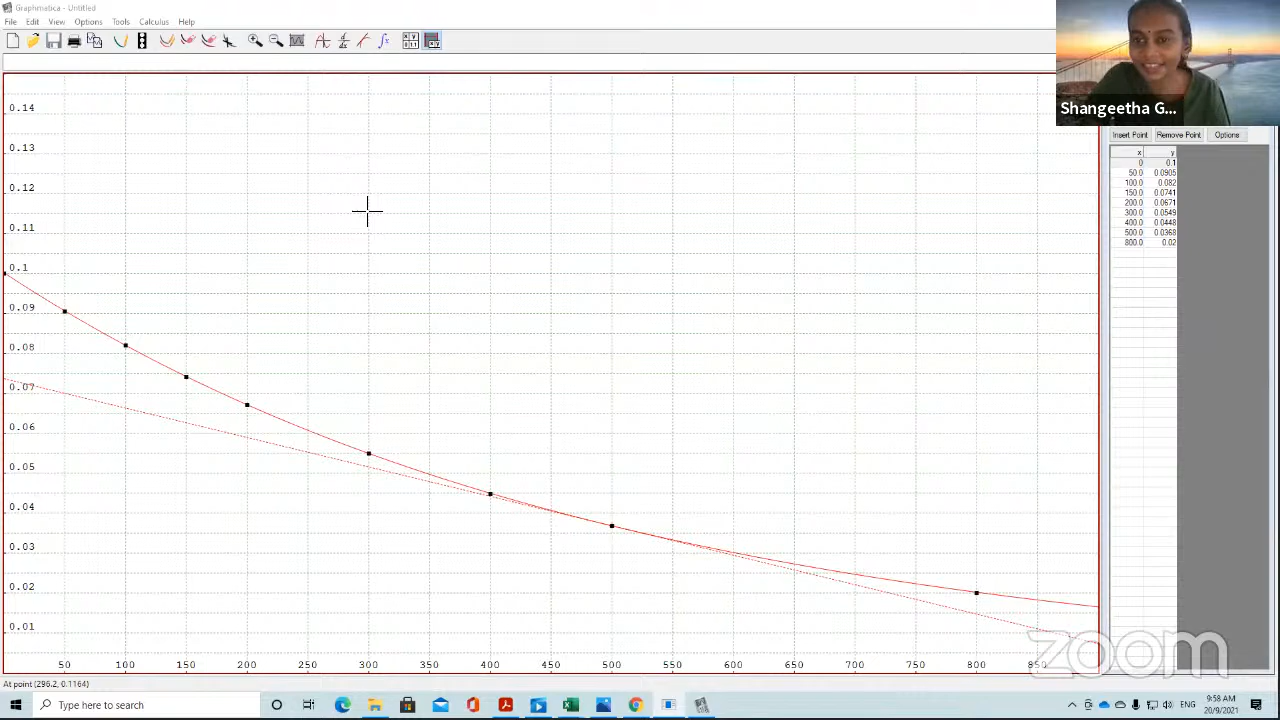 Graphmatica - Untitled
File Edit View Options Tools Calculus Help
Shangeetha G...
Insert Point Remove Point Options
x y
0 0.1
50.0 0.0905
100.0 0.082
150.0 0.0741
200.0 0.0671
300.0 0.0549
400.0 0.0448
500.0 0.0368
800.0 0.02
0.14
0.13
0.12
0.11
0.1
0.09
0.08
0.07
0.06
0.05
0.04
0.03
0.02
0.01
50 100 150 200 250 300 350 400 450 500 550 600 650 700 750 800
zoom
At point (296.2, 0.1164)
Type here to search
ENG
9:58 AM
20/9/2021